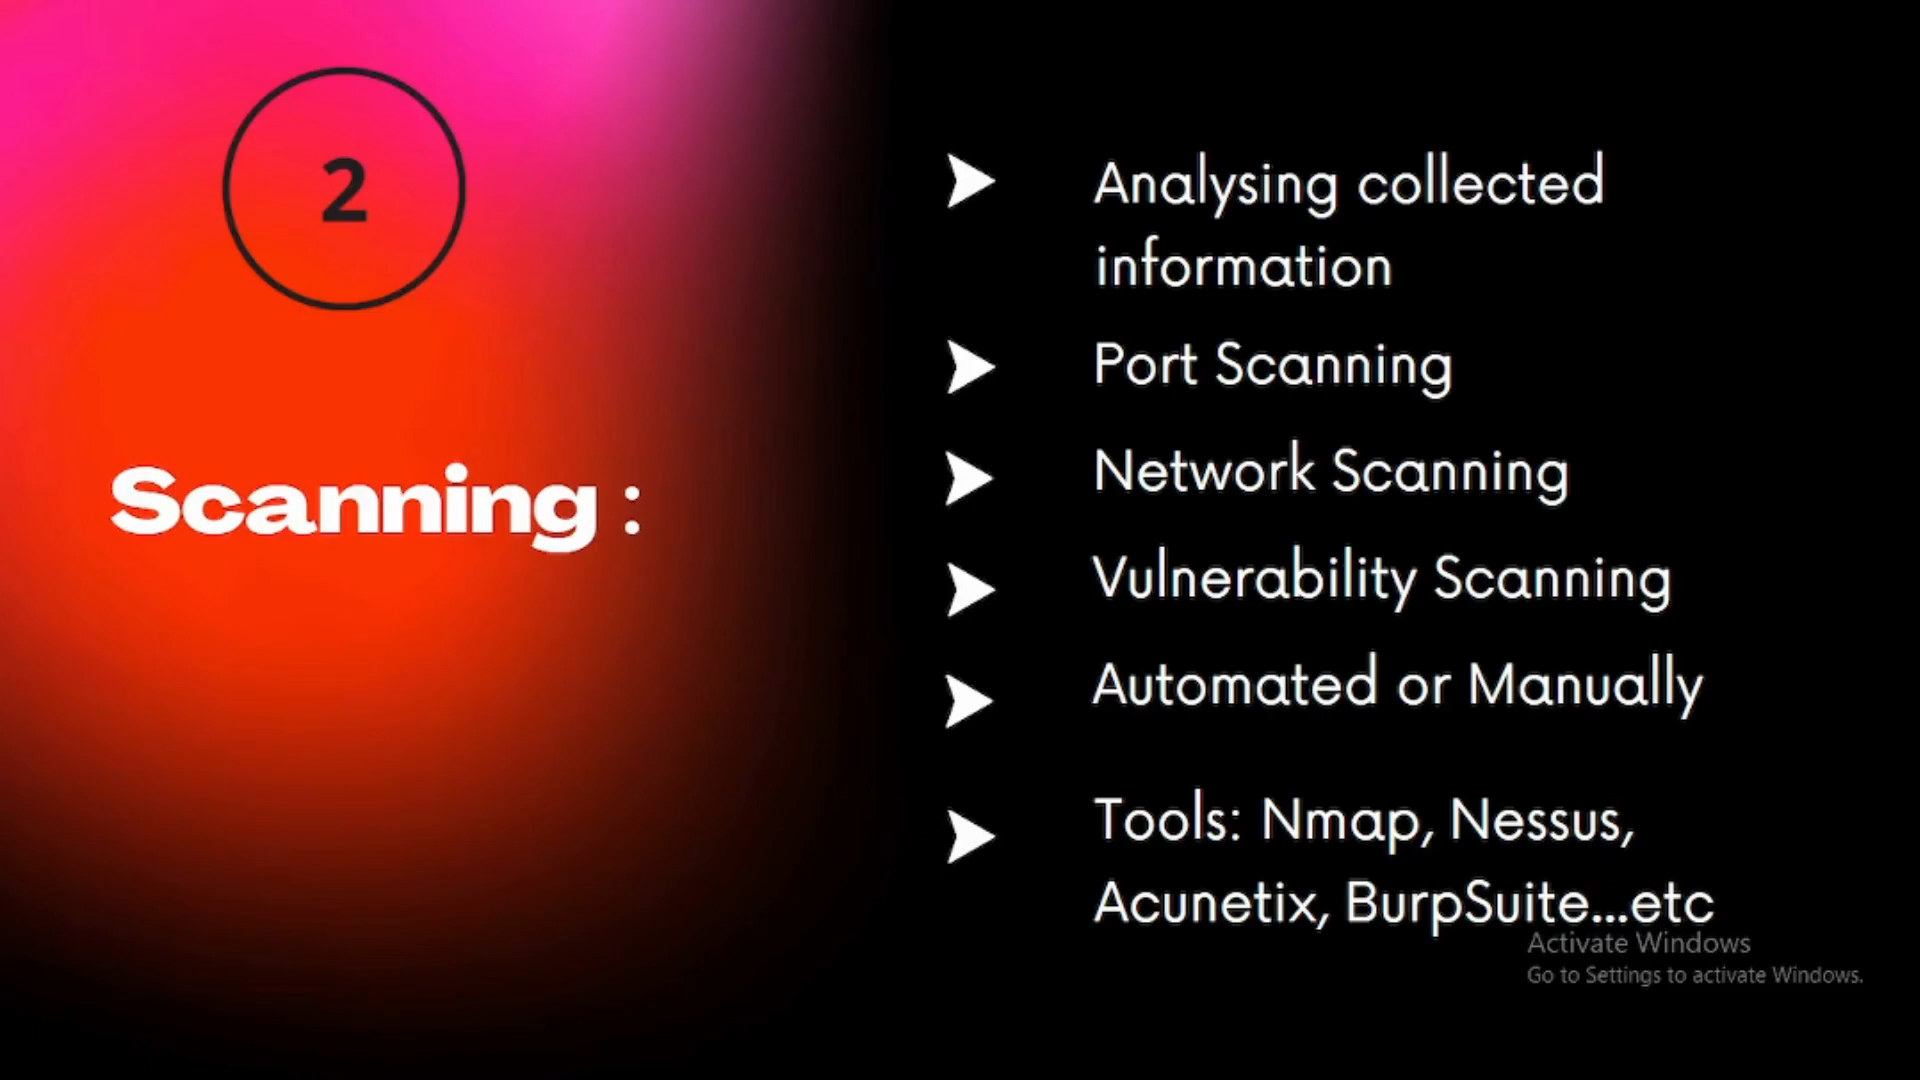 2
Scanning :
Analysing collected
information
Port Scanning
Network Scanning
Vulnerability Scanning
Automated or Manually
Tools: Nmap, Nessus,
Acunetix, BurpSuite...etc
Activate Windows
Go to Settings to activate Windows.